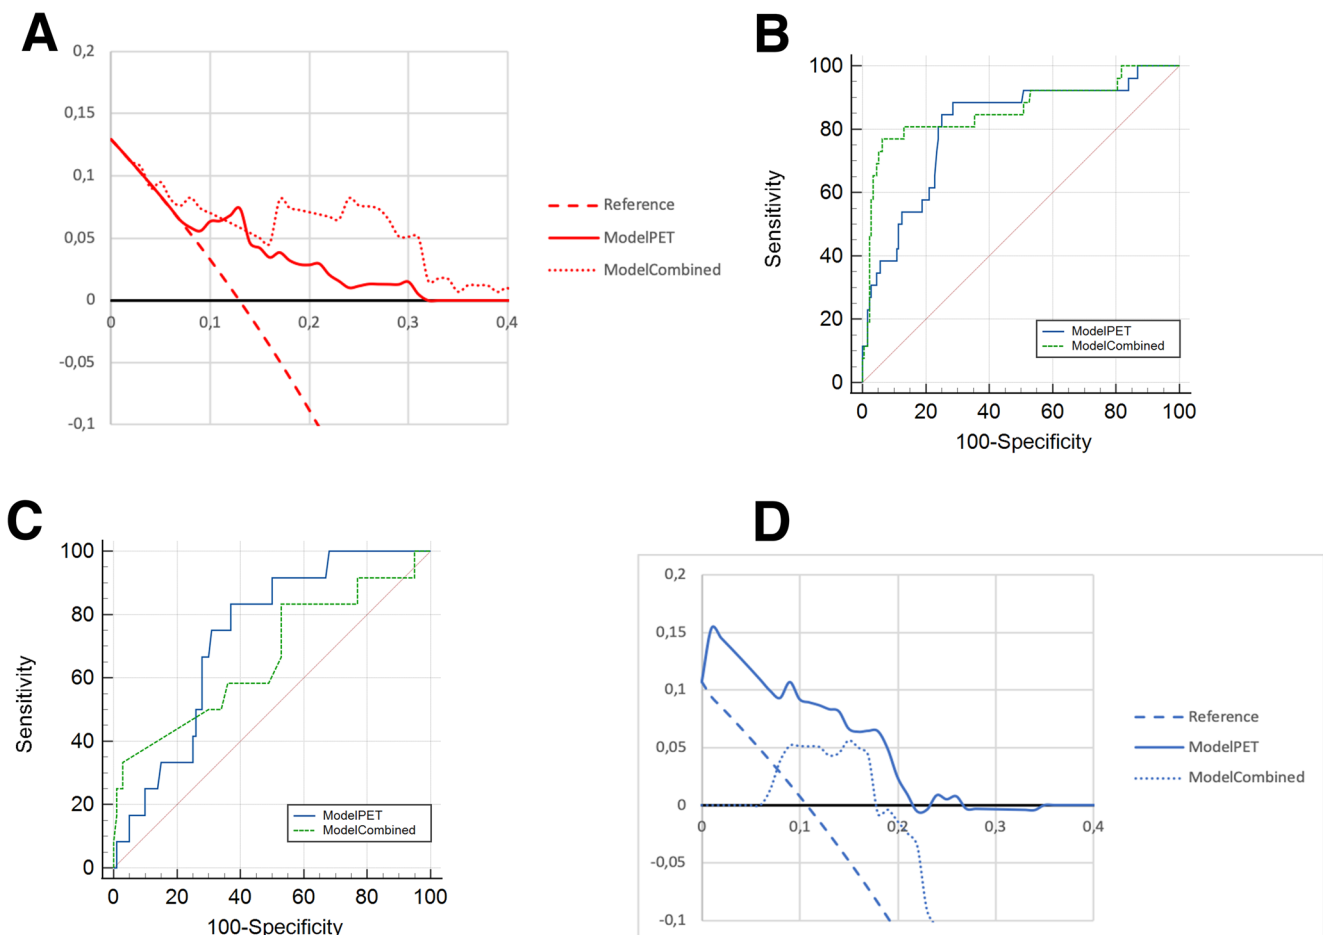 A
0,2
0,15
0,1
0,05
0
-0,05
-0,1
0 0,1 0,2 0,3 0,4
Reference
ModelPET
ModelCombined
B
Sensitivity
100
80
60
40
20
0
0 20 40 60 80 100
100-Specificity
ModelPET
ModelCombined
C
Sensitivity
100
80
60
40
20
0
0 20 40 60 80 100
100-Specificity
ModelPET
ModelCombined
D
0,2
0,15
0,1
0,05
0
-0,05
-0,1
0 0,1 0,2 0,3 0,4
Reference
ModelPET
ModelCombined